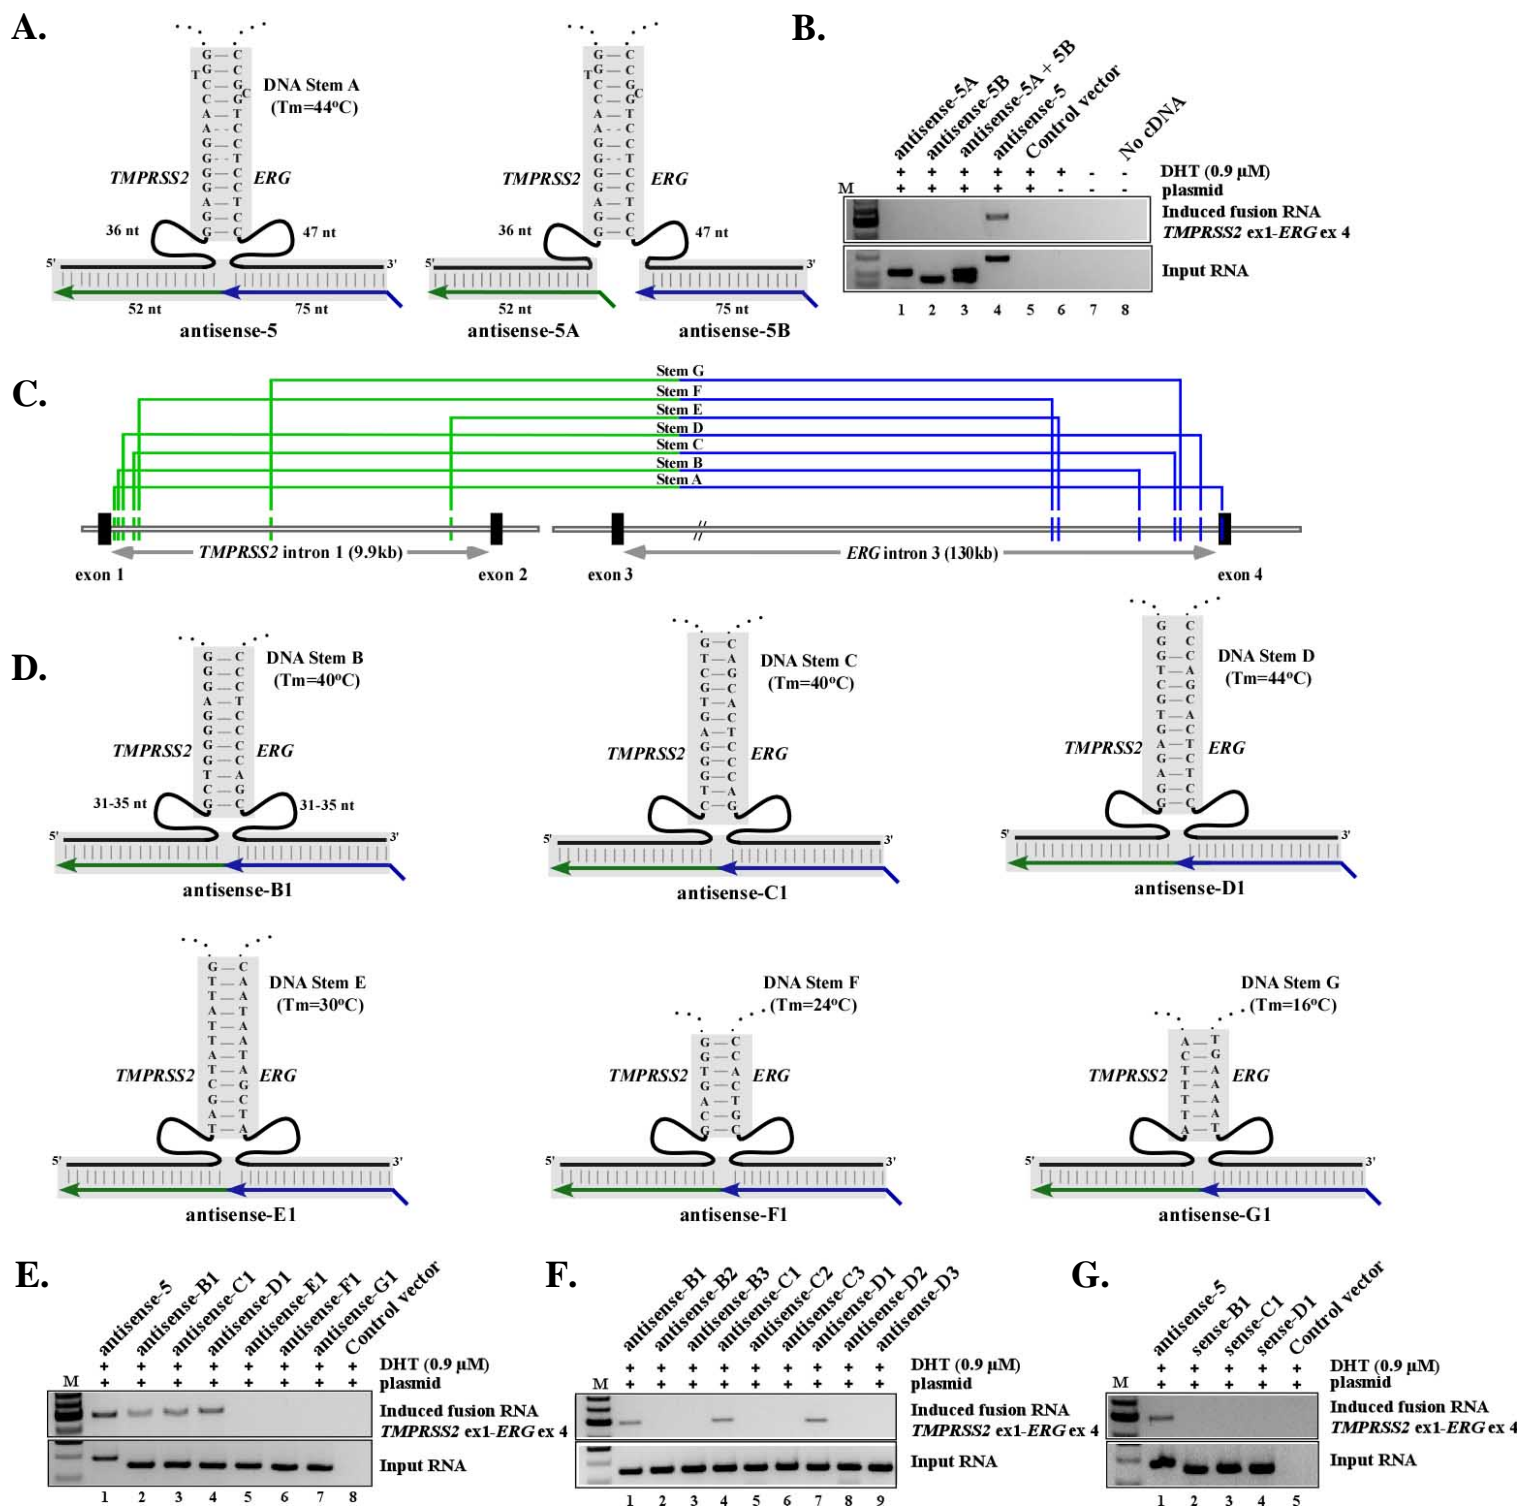 A.
DNA Stem A
(Tm=44°C)
TMPRSS2
ERG
36 nt
47 nt
5'
3'
52 nt
75 nt
antisense-5
TMPRSS2
ERG
36 nt
47 nt
52 nt
75 nt
antisense-5A
antisense-5B
B.
antisense-5A
antisense-5B
antisense-5A + 5B
antisense-5
Control vector
No cDNA
+ + + + + + - - DHT (0.9 µM)
M + + + + + - - - plasmid
Induced fusion RNA
TMPRSS2 ex1-ERG ex 4
Input RNA
1 2 3 4 5 6 7 8
C.
Stem G
Stem F
Stem E
Stem D
Stem C
Stem B
Stem A
TMPRSS2 intron 1 (9.9kb)
ERG intron 3 (130kb)
exon 1
exon 2
exon 3
exon 4
D.
DNA Stem B
(Tm=40°C)
TMPRSS2
ERG
31-35 nt
31-35 nt
5'
3'
antisense-B1
DNA Stem C
(Tm=40°C)
TMPRSS2
ERG
5'
3'
antisense-C1
DNA Stem D
(Tm=44°C)
TMPRSS2
ERG
5'
3'
antisense-D1
DNA Stem E
(Tm=30°C)
TMPRSS2
ERG
5'
3'
antisense-E1
DNA Stem F
(Tm=24°C)
TMPRSS2
ERG
5'
3'
antisense-F1
DNA Stem G
(Tm=16°C)
TMPRSS2
ERG
5'
3'
antisense-G1
E.
antisense-5
antisense-B1
antisense-C1
antisense-D1
antisense-E1
antisense-F1
antisense-G1
Control vector
+ + + + + + + + DHT (0.9 µM)
M + + + + + + + + plasmid
Induced fusion RNA
TMPRSS2 ex1-ERG ex 4
Input RNA
1 2 3 4 5 6 7 8
F.
antisense-B1
antisense-B2
antisense-B3
antisense-C1
antisense-C2
antisense-C3
antisense-D1
antisense-D2
antisense-D3
+ + + + + + + + + DHT (0.9 µM)
M + + + + + + + + + plasmid
Induced fusion RNA
TMPRSS2 ex1-ERG ex 4
Input RNA
1 2 3 4 5 6 7 8 9
G.
antisense-5
sense-B1
sense-C1
sense-D1
Control vector
+ + + + + DHT (0.9 µM)
M + + + + + plasmid
Induced fusion RNA
TMPRSS2 ex1-ERG ex 4
Input RNA
1 2 3 4 5